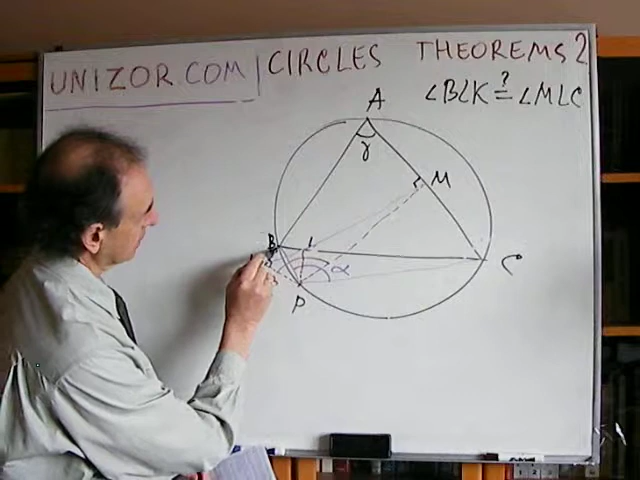 UNIZOR.COM CIRCLES THEOREMS 2
∠BLK ≟ ∠MLC
A
γ
M
B
L
C
α
P